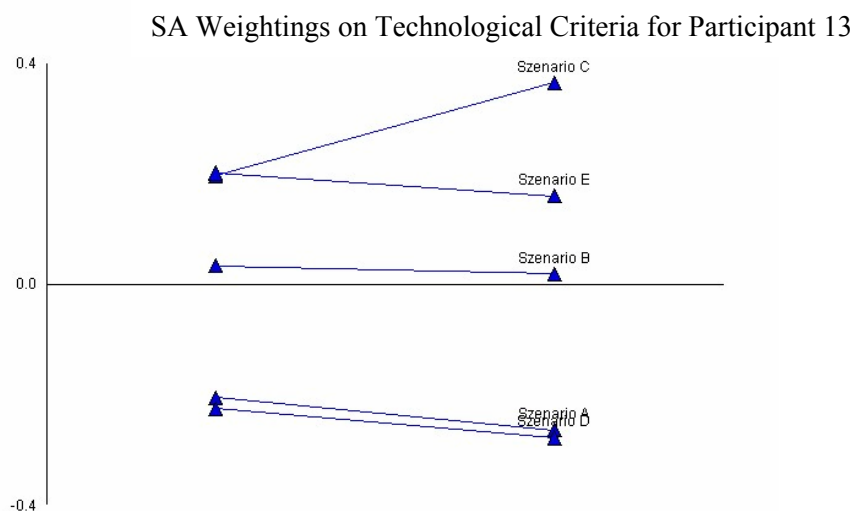 SA Weightings on Technological Criteria for Participant 13
0.4
Szenario C
Szenario E
Szenario B
0.0
Szenario A
Szenario D
-0.4